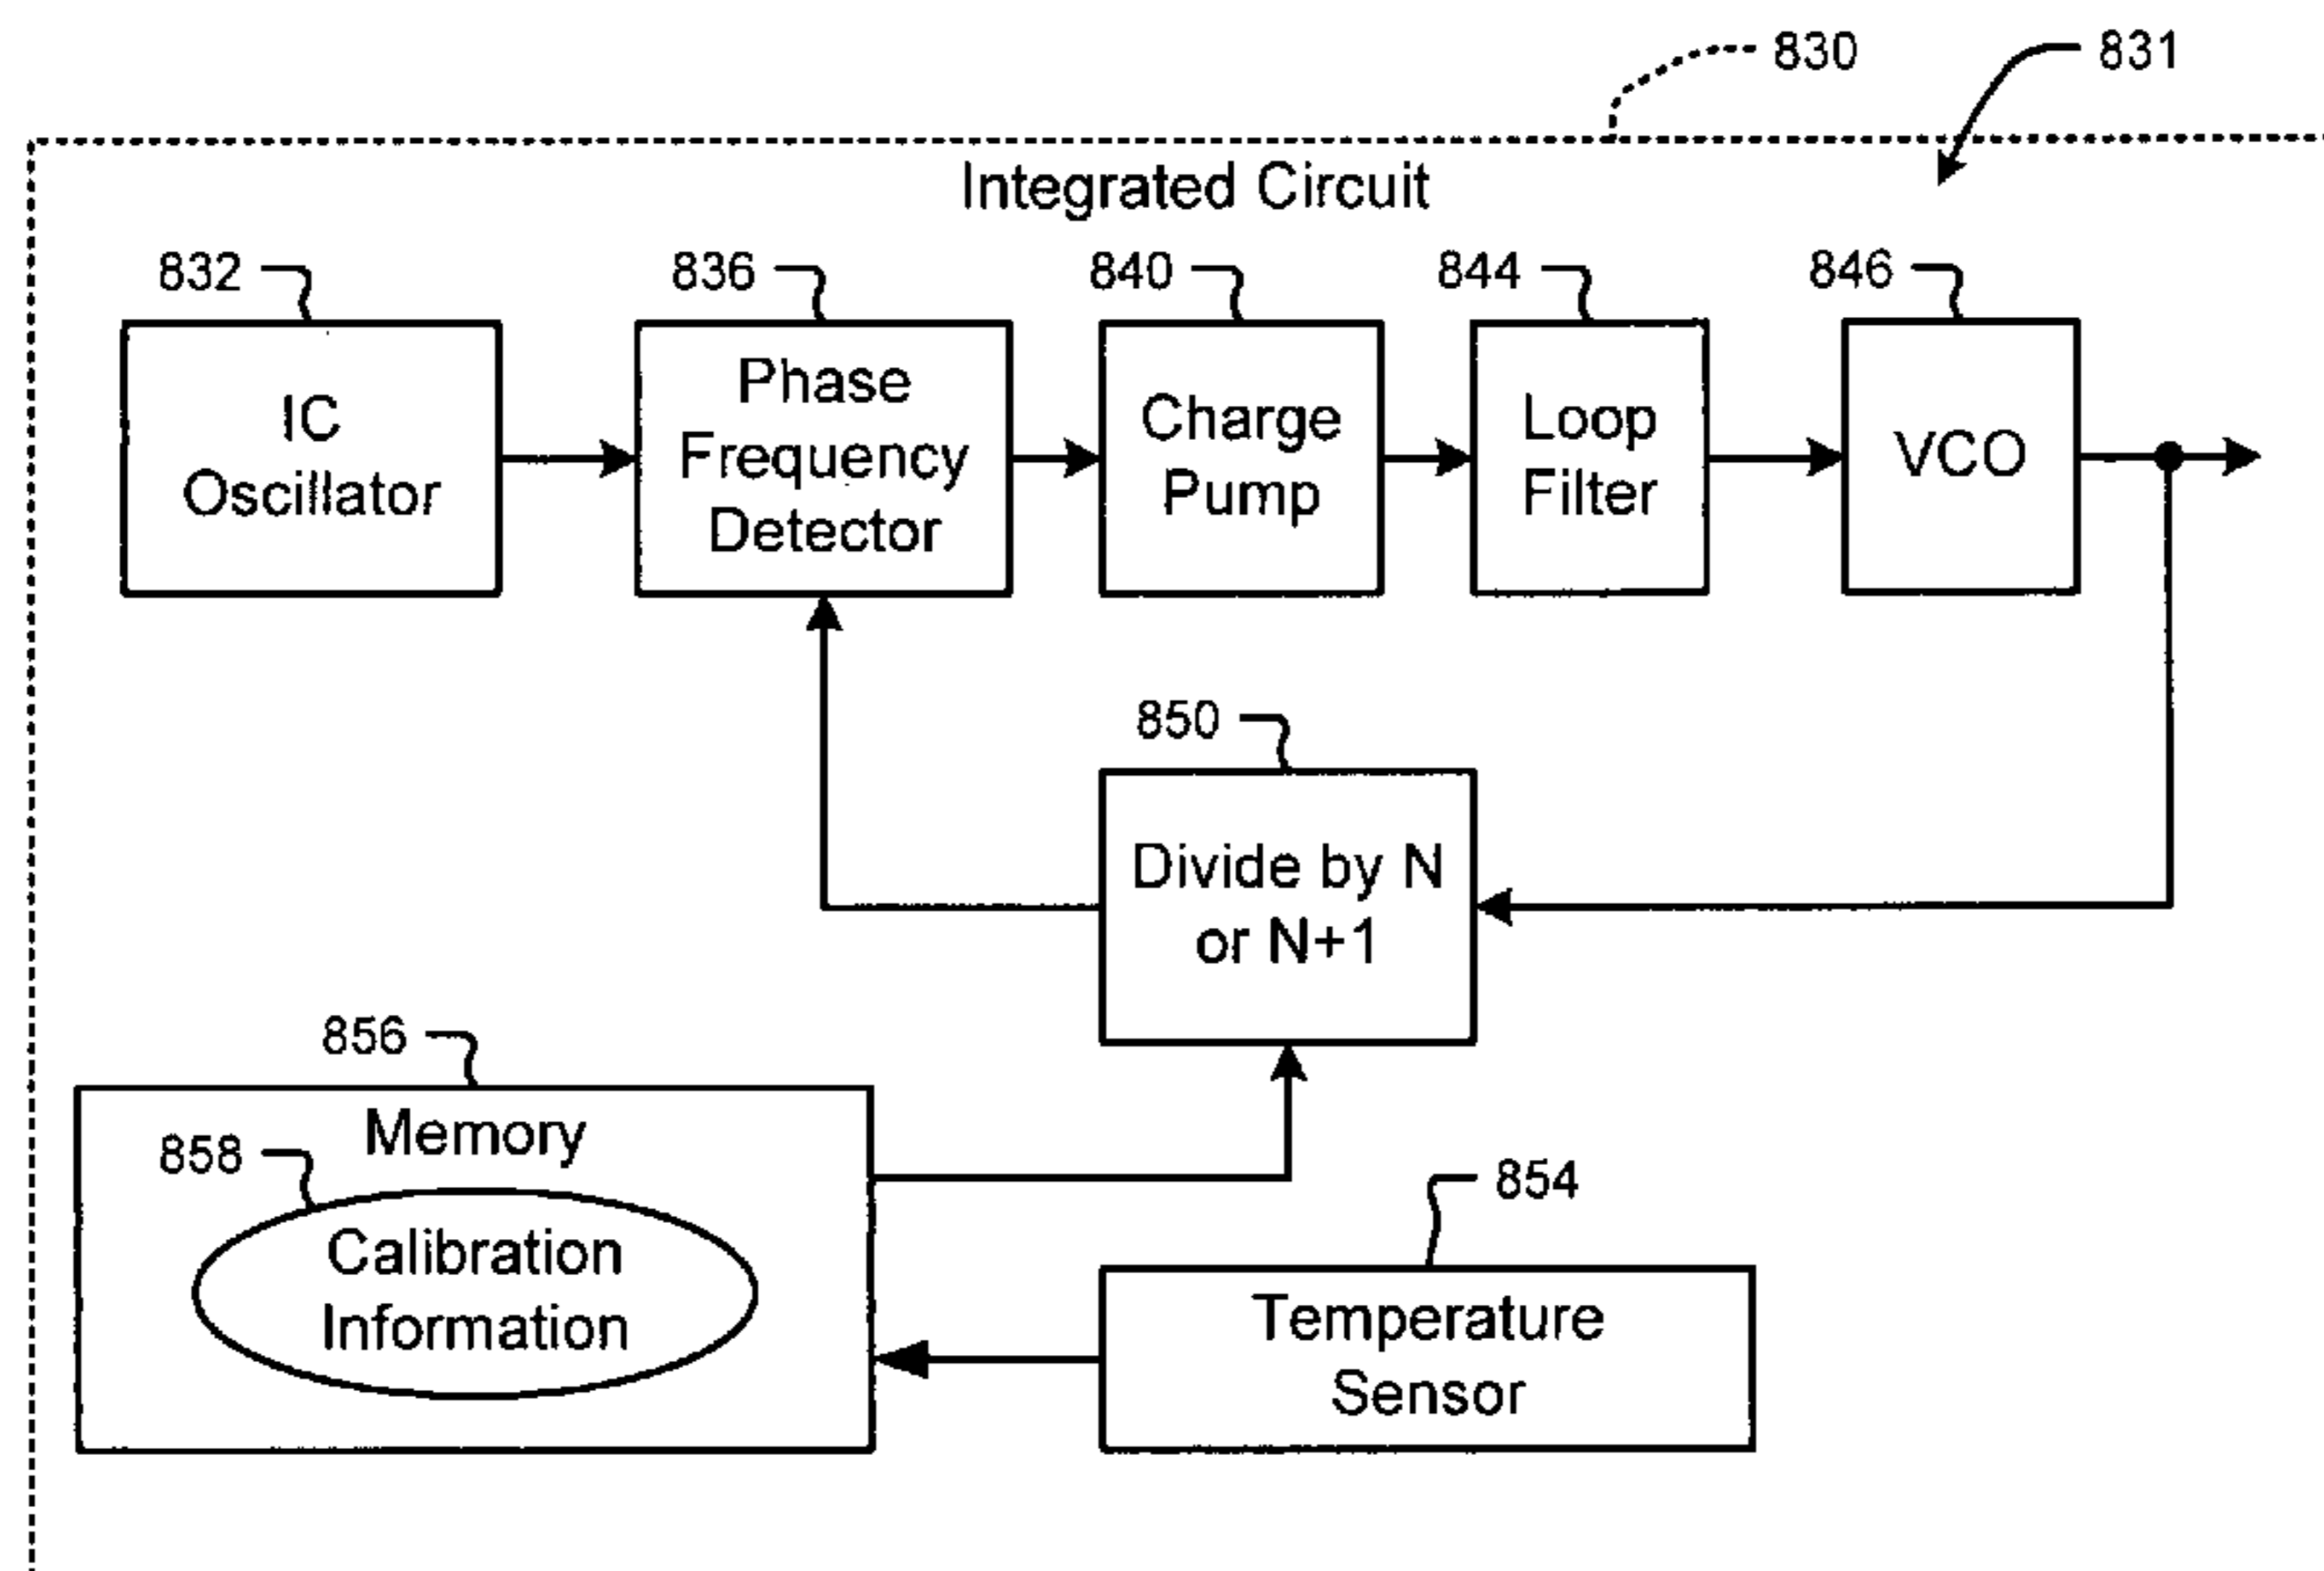 830
831
Integrated Circuit
832
836
840
844
846
IC
Oscillator
Phase
Frequency
Detector
Charge
Pump
Loop
Filter
VCO
850
Divide by N
or N+1
856
Memory
858
Calibration
Information
854
Temperature
Sensor